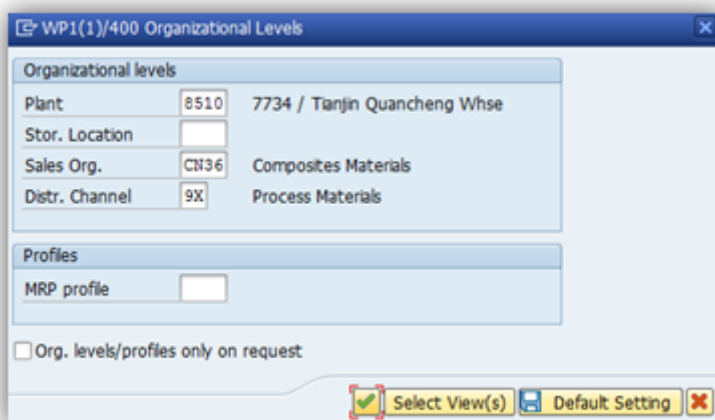 WP1(1)/400 Organizational Levels
Organizational levels
Plant 8510 7734 / Tianjin Quancheng Whse
Stor. Location
Sales Org. CN36 Composites Materials
Distr. Channel 9X Process Materials
Profiles
MRP profile
Org. levels/profiles only on request
Select View(s) Default Setting